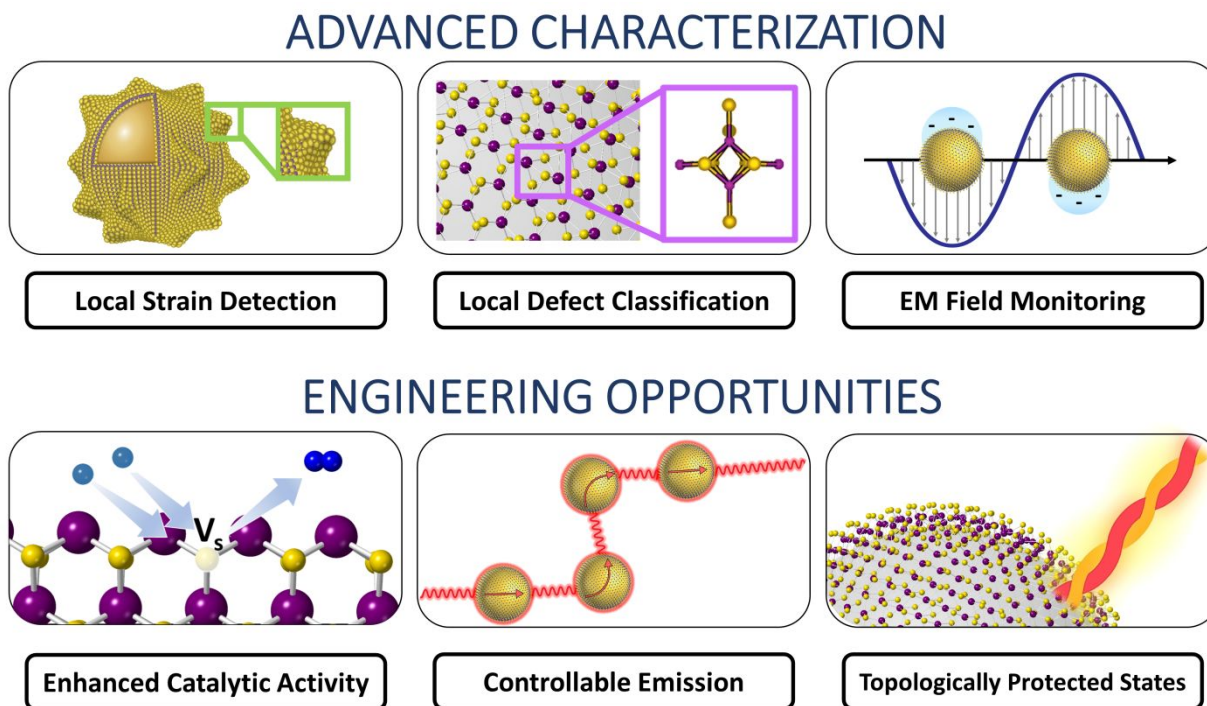 ADVANCED CHARACTERIZATION
Local Strain Detection
Local Defect Classification
EM Field Monitoring
ENGINEERING OPPORTUNITIES
Vs
Enhanced Catalytic Activity
Controllable Emission
Topologically Protected States